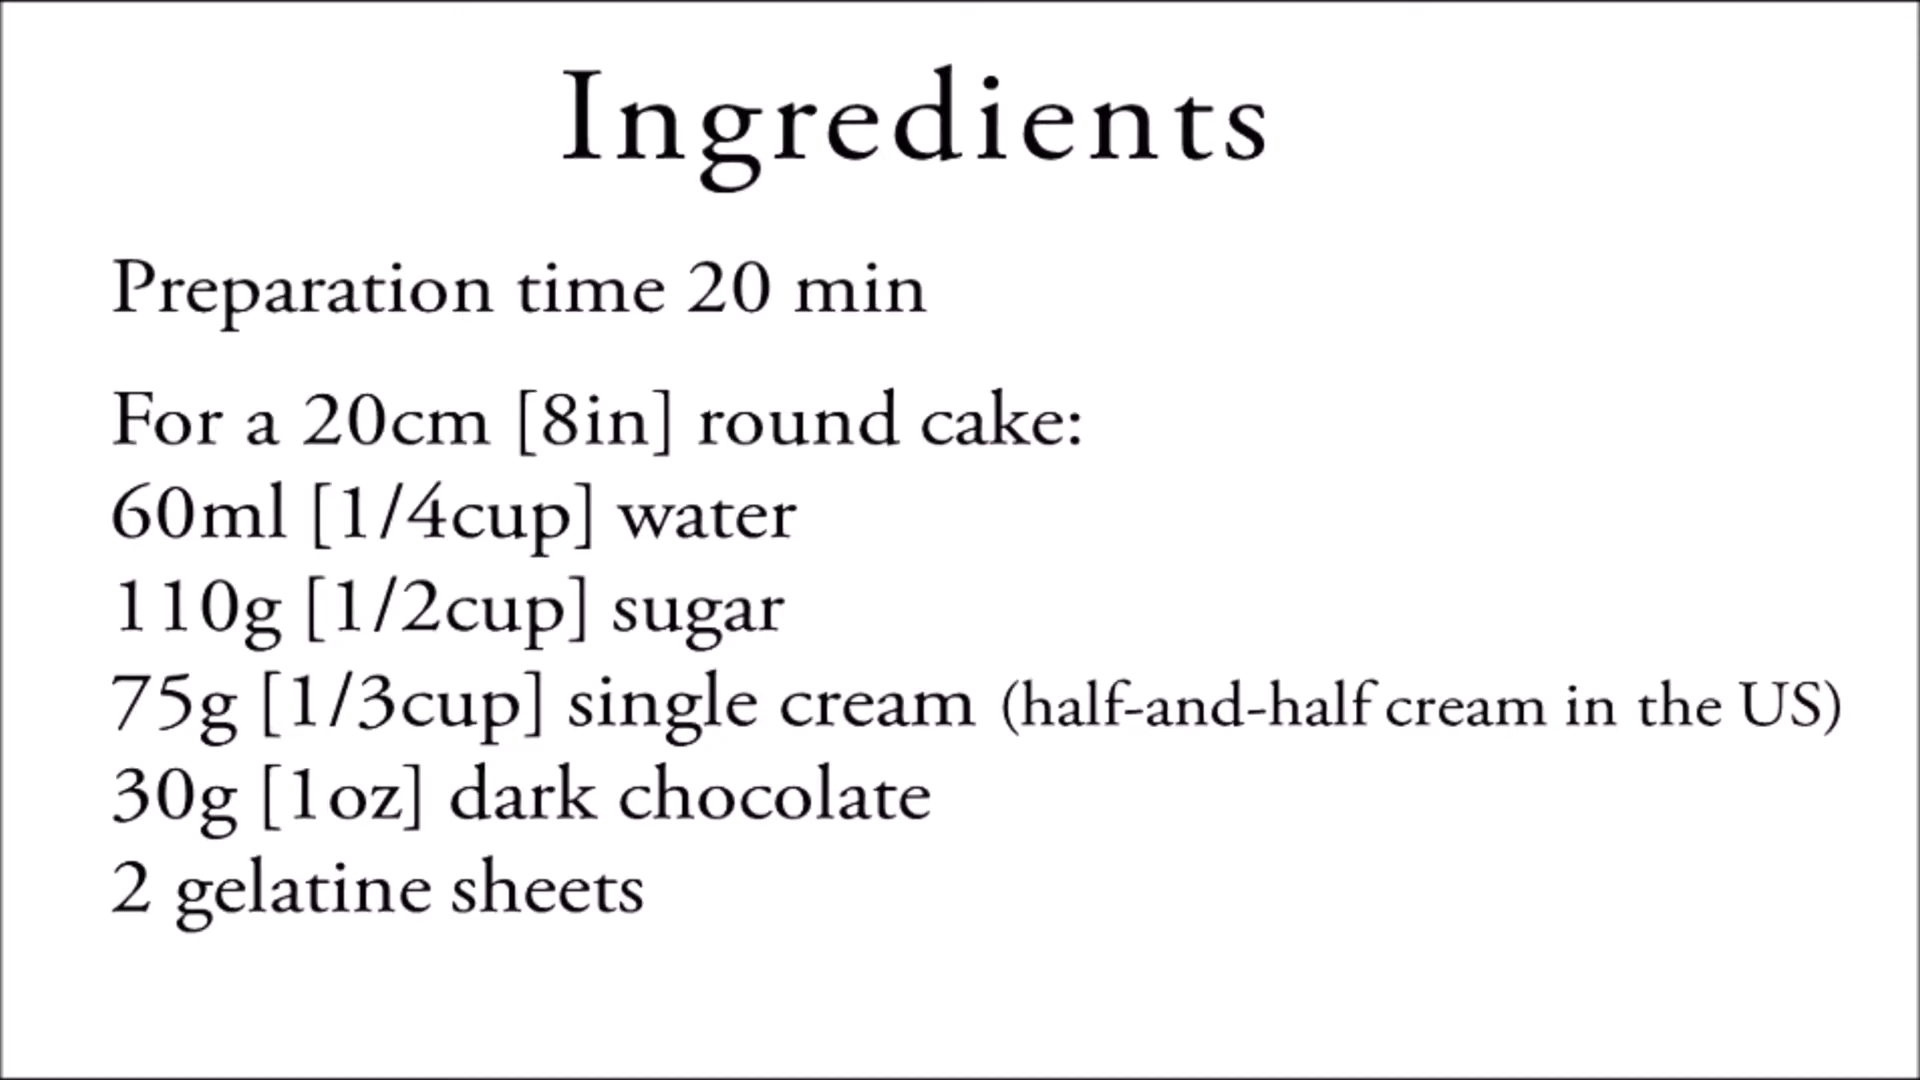 Ingredients
Preparation time 20 min
For a 20cm [8in] round cake:
60ml [1/4cup] water
110g [1/2cup] sugar
75g [1/3cup] single cream (half-and-half cream in the US)
30g [1oz] dark chocolate
2 gelatine sheets